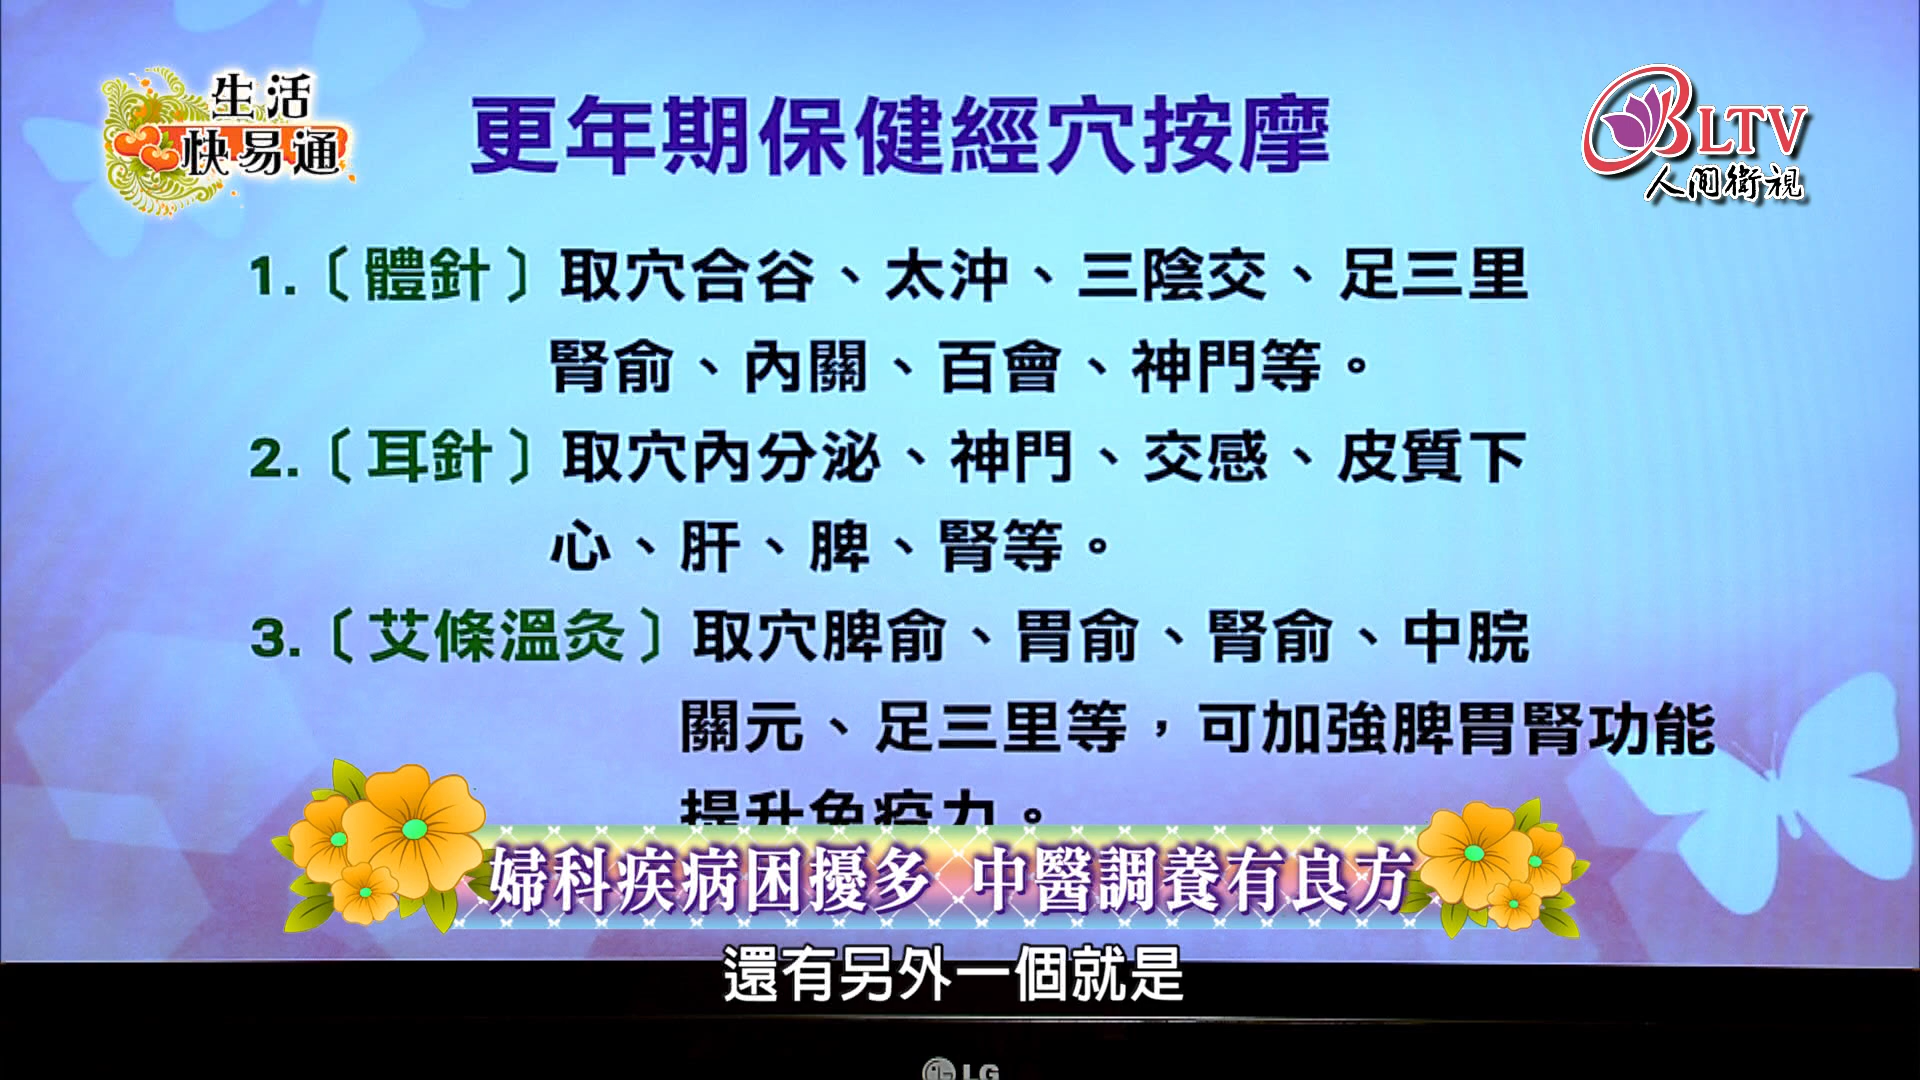 生活
快易通
BLTV
人間衛視
更年期保健經穴按摩
1.〔體針〕取穴合谷、太沖、三陰交、足三里
腎俞、內關、百會、神門等。
2.〔耳針〕取穴內分泌、神門、交感、皮質下
心、肝、脾、腎等。
3.〔艾條溫灸〕取穴脾俞、胃俞、腎俞、中脘
關元、足三里等，可加強脾胃腎功能
提升免疫力。
婦科疾病困擾多 中醫調養有良方
還有另外一個就是
LG